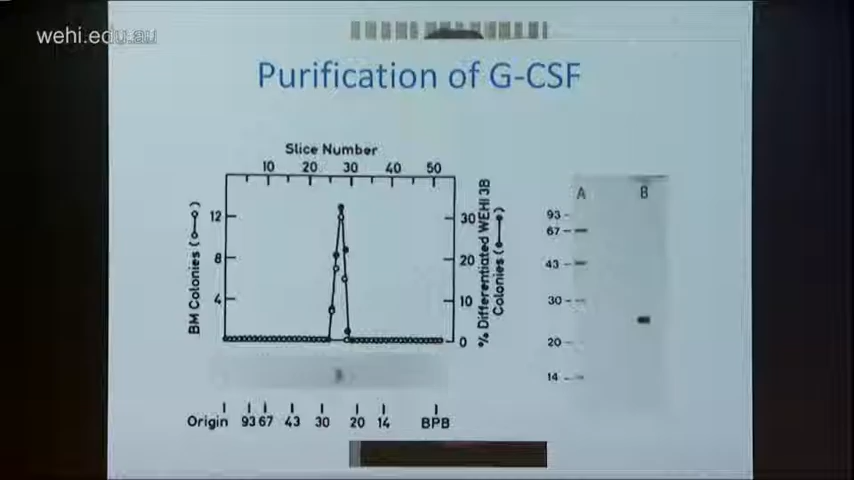 wehi.edu.au
Purification of G-CSF
Slice Number
10 20 30 40 50
BM Colonies (o—o)
12
8
4
30
20
10
0
% Differentiated WEHI 3B
Colonies (●—●)
Origin 93 67 43 30 20 14 BPB
A B
93
67
43
30
20
14